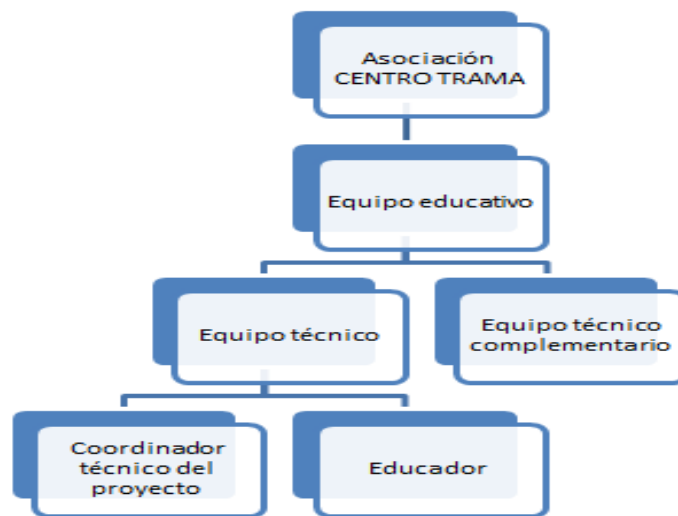 Asociación
CENTRO TRAMA
Equipo educativo
Equipo técnico
Equipo técnico
complementario
Coordinador
técnico del
proyecto
Educador